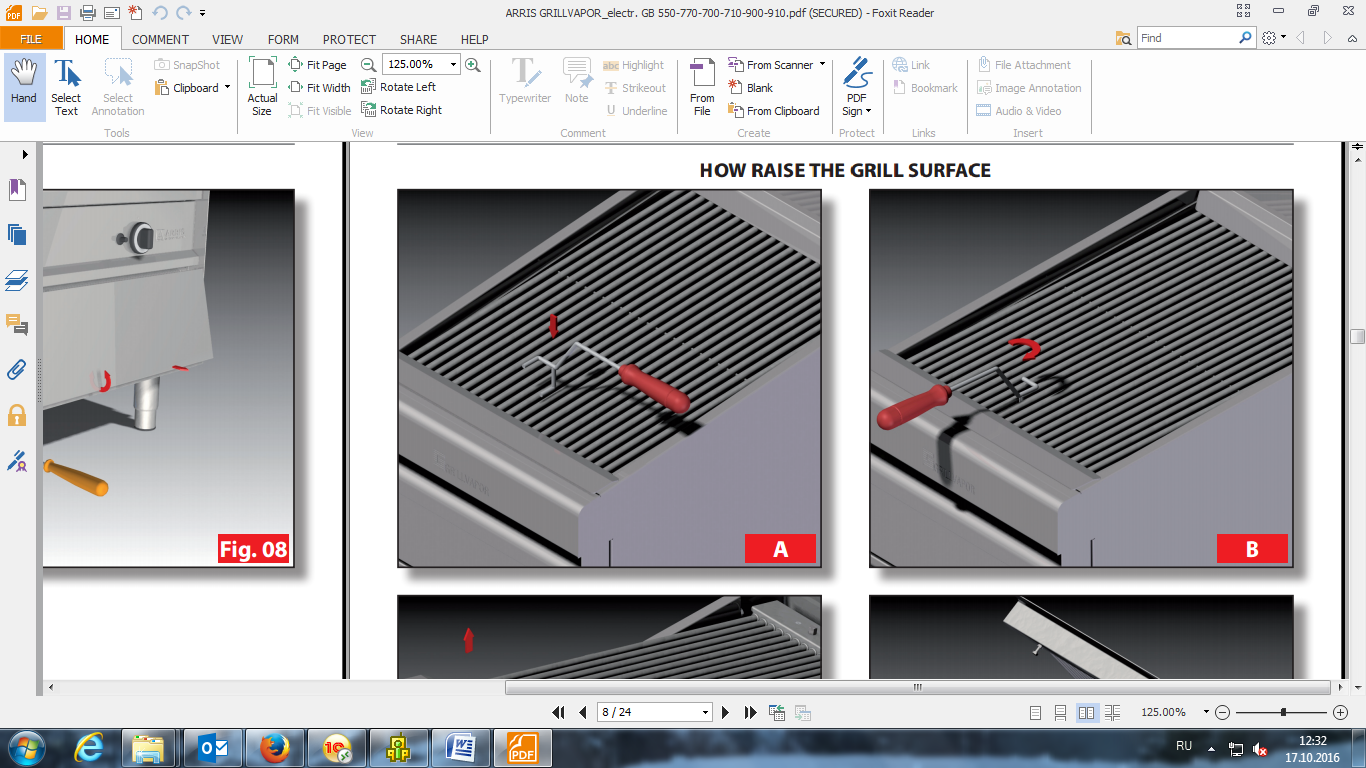 ARRIS GRILLVAPOR_electr. GB 550-770-700-710-900-910.pdf (SECURED) - Foxit Reader
FILE HOME COMMENT VIEW FORM PROTECT SHARE HELP Find
Hand
Select Text
Select Annotation
SnapShot
Clipboard
Tools
Actual Size
Fit Page
Fit Width
Fit Visible
125.00%
Rotate Left
Rotate Right
View
Typewriter
Note
Highlight
Strikeout
Underline
Comment
From File
From Scanner
Blank
From Clipboard
Create
PDF Sign
Protect
Link
Bookmark
Links
File Attachment
Image Annotation
Audio & Video
Insert
HOW RAISE THE GRILL SURFACE
Fig. 08
A
B
8 / 24
125.00%
RU
12:32
17.10.2016